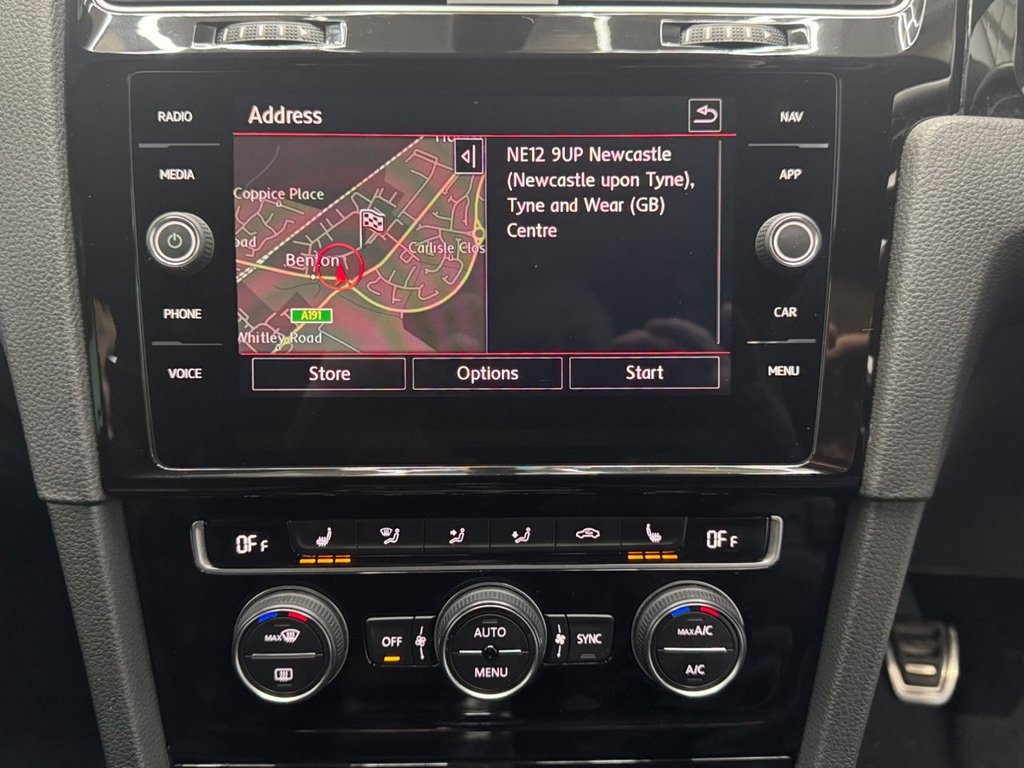 RADIO
Address
NAV
MEDIA
APP
NE12 9UP Newcastle
(Newcastle upon Tyne),
Tyne and Wear (GB)
Centre
Coppice Place
Carlisle Clos
Benton
A191
Whitley Road
PHONE
CAR
VOICE
MENU
Store
Options
Start
OFF
OFF
MAX
OFF
AUTO
MENU
SYNC
MAX A/C
A/C